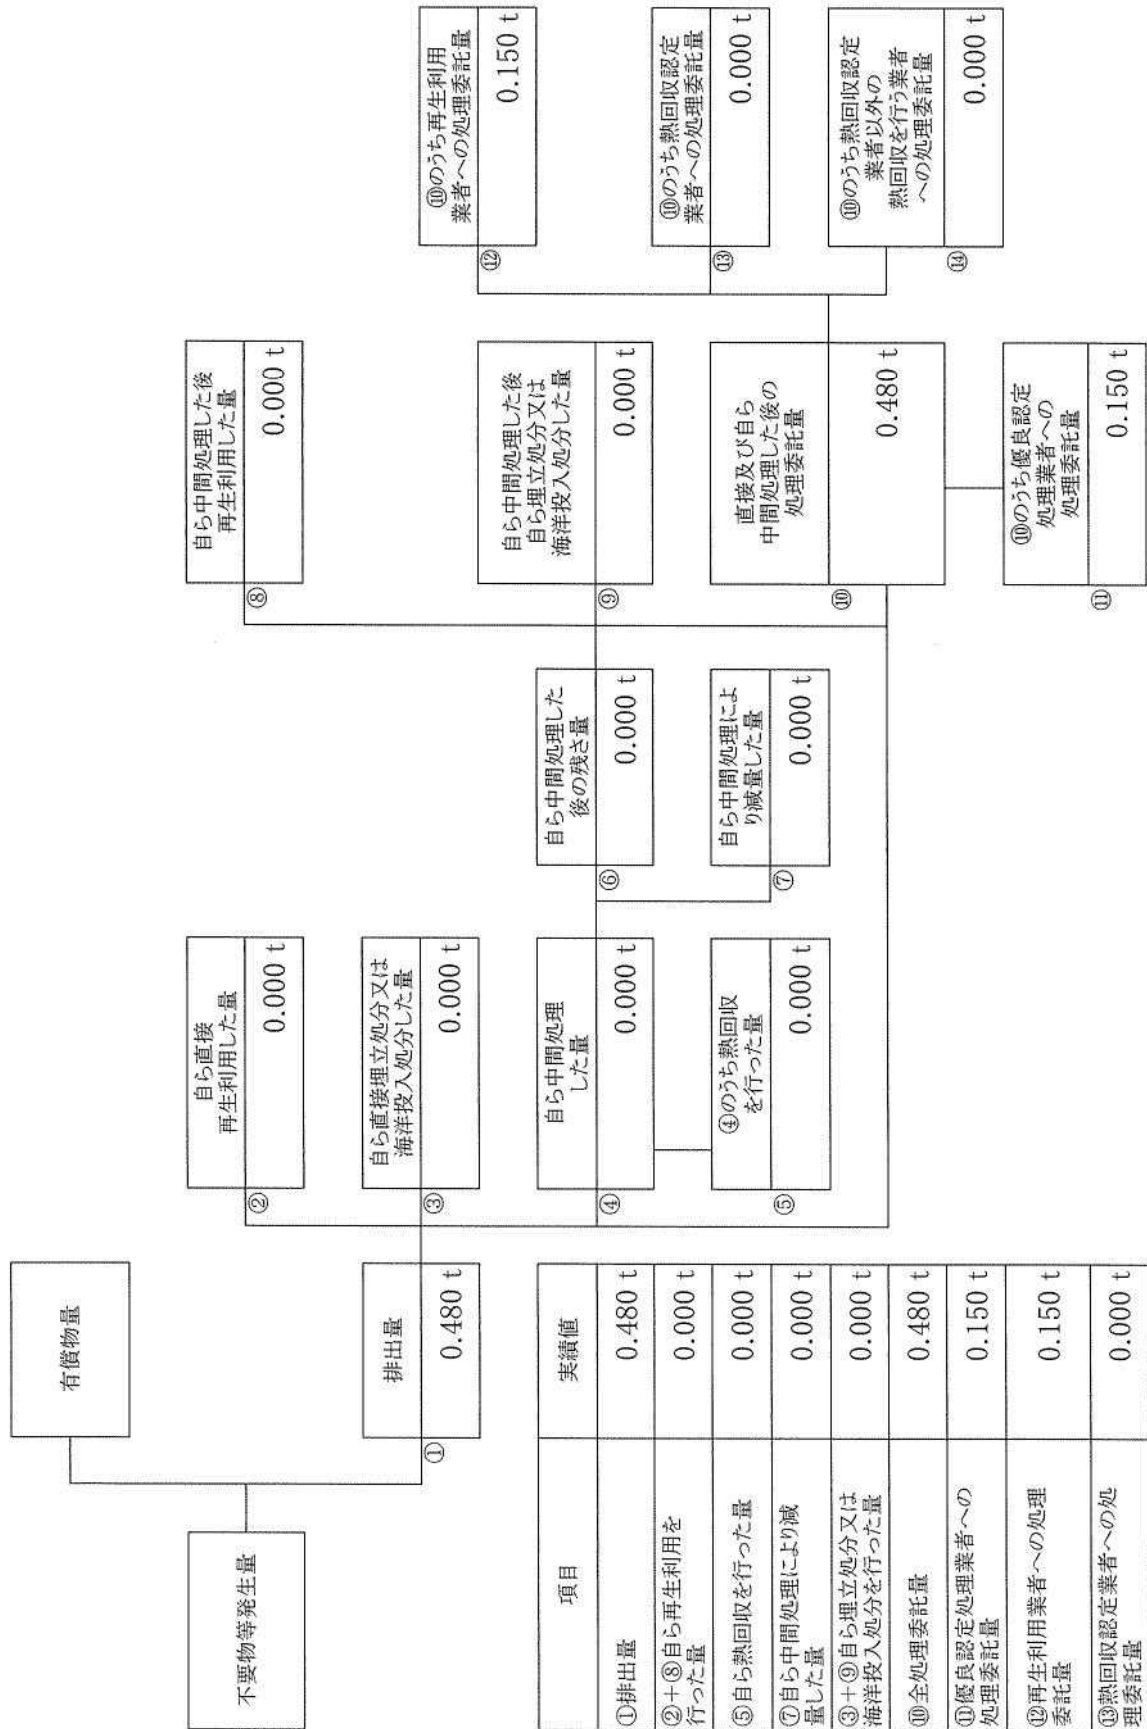 不要物等発生量
有償物量
排出量
①
0.480 t
自ら直接
再生利用した量
②
0.000 t
自ら直接埋立処分又は
海洋投入処分した量
③
0.000 t
自ら中間処理
した量
④
0.000 t
④のうち熱回収
を行った量
⑤
0.000 t
自ら中間処理した
後の残さ量
⑥
0.000 t
自ら中間処理によ
り減量した量
⑦
0.000 t
自ら中間処理した後
再生利用した量
⑧
0.000 t
自ら中間処理した後
自ら埋立処分又は
海洋投入処分した量
⑨
0.000 t
直接及び自ら
中間処理した後の
処理委託量
⑩
0.480 t
⑩のうち優良認定
処理業者への
処理委託量
⑪
0.150 t
⑩のうち再生利用
業者への処理委託量
⑫
0.150 t
⑩のうち熱回収認定
業者への処理委託量
⑬
0.000 t
⑩のうち熱回収認定
業者以外の
熱回収を行う業者
への処理委託量
⑭
0.000 t
項目 実績値
①排出量 0.480 t
②+⑧自ら再生利用を
行った量 0.000 t
⑤自ら熱回収を行った量 0.000 t
⑦自ら中間処理により減
量した量 0.000 t
③+⑨自ら埋立処分又は
海洋投入処分を行った量 0.000 t
⑩全処理委託量 0.480 t
⑪優良認定処理業者への
処理委託量 0.150 t
⑫再生利用業者への処理
委託量 0.150 t
⑬熱回収認定業者への処
理委託量 0.000 t